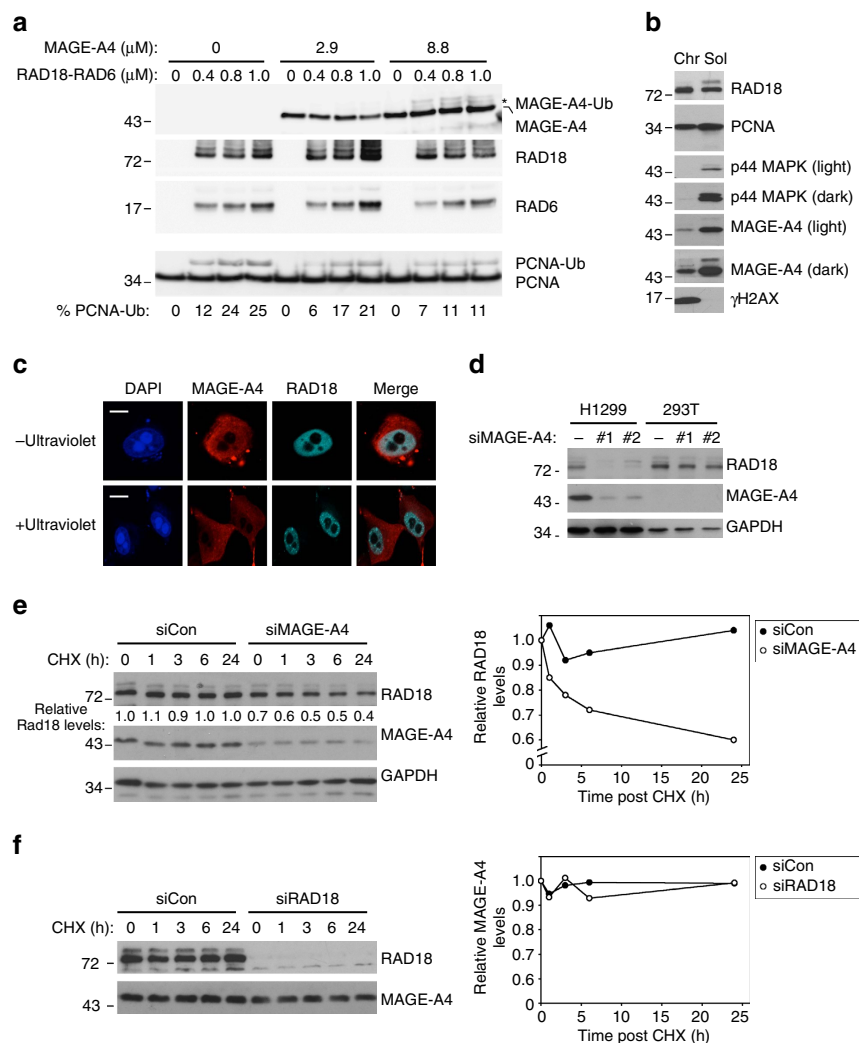 a
MAGE-A4 (μM): 0 2.9 8.8
RAD18-RAD6 (μM): 0 0.4 0.8 1.0 0 0.4 0.8 1.0 0 0.4 0.8 1.0
* MAGE-A4-Ub
43 MAGE-A4
72 RAD18
17 RAD6
PCNA-Ub
34 PCNA
% PCNA-Ub: 0 12 24 25 0 6 17 21 0 7 11 11
b
Chr Sol
72 RAD18
34 PCNA
43 p44 MAPK (light)
43 p44 MAPK (dark)
43 MAGE-A4 (light)
43 MAGE-A4 (dark)
17 γH2AX
c
DAPI MAGE-A4 RAD18 Merge
–Ultraviolet
+Ultraviolet
d
H1299 293T
siMAGE-A4: – #1 #2 – #1 #2
72 RAD18
43 MAGE-A4
34 GAPDH
e
siCon siMAGE-A4
CHX (h): 0 1 3 6 24 0 1 3 6 24
72 RAD18
Relative Rad18 levels: 1.0 1.1 0.9 1.0 1.0 0.7 0.6 0.5 0.5 0.4
43 MAGE-A4
34 GAPDH
Relative RAD18 levels
1.0
0.9
0.8
0.7
0.6
0
0 5 10 15 20 25
Time post CHX (h)
siCon
siMAGE-A4
f
siCon siRAD18
CHX (h): 0 1 3 6 24 0 1 3 6 24
72 RAD18
43 MAGE-A4
Relative MAGE-A4 levels
1.0
0.8
0.6
0.4
0.2
0
0 5 10 15 20 25
Time post CHX (h)
siCon
siRAD18